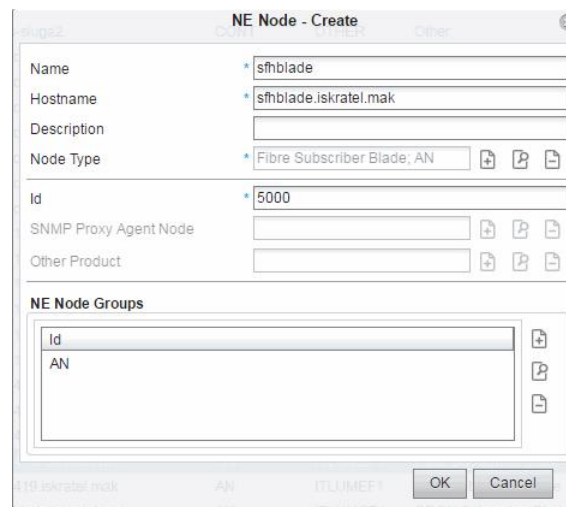 NE Node - Create
Name * sfhblade
Hostname * sfhblade.iskratel.mak
Description
Node Type * Fibre Subscriber Blade; AN
Id * 5000
SNMP Proxy Agent Node
Other Product
NE Node Groups
Id
AN
OK Cancel
419.iskratel.mak AN ITLUMEF1